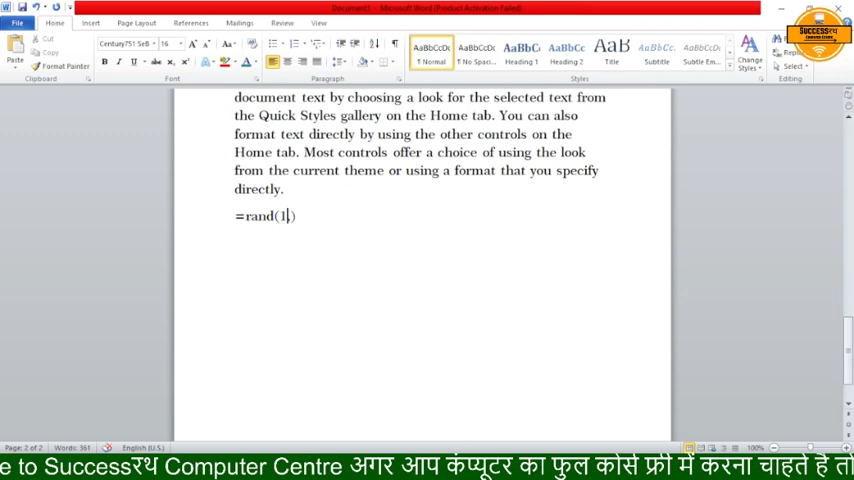 Document1 - Microsoft Word (Product Activation Failed)
File Home Insert Page Layout References Mailings Review View
Successरथ
Computer Centre
Cut
Copy
Format Painter
Paste
Clipboard
Century751 SeB 16
Font
Paragraph
AaBbCcDc AaBbCcDc AaBbC AaBbCc AaB AaBbCc. AaBbCcDc
¶ Normal ¶ No Spaci... Heading 1 Heading 2 Title Subtitle Subtle Em...
Change
Styles
Styles
Select
Editing
document text by choosing a look for the selected text from
the Quick Styles gallery on the Home tab. You can also
format text directly by using the other controls on the
Home tab. Most controls offer a choice of using the look
from the current theme or using a format that you specify
directly.
=rand(1,)
Page: 2 of 2 Words: 361 English (U.S.) 100%
e to Successरथ Computer Centre अगर आप कंप्यूटर का फुल कोर्स फ्री में करना चाहते है तो